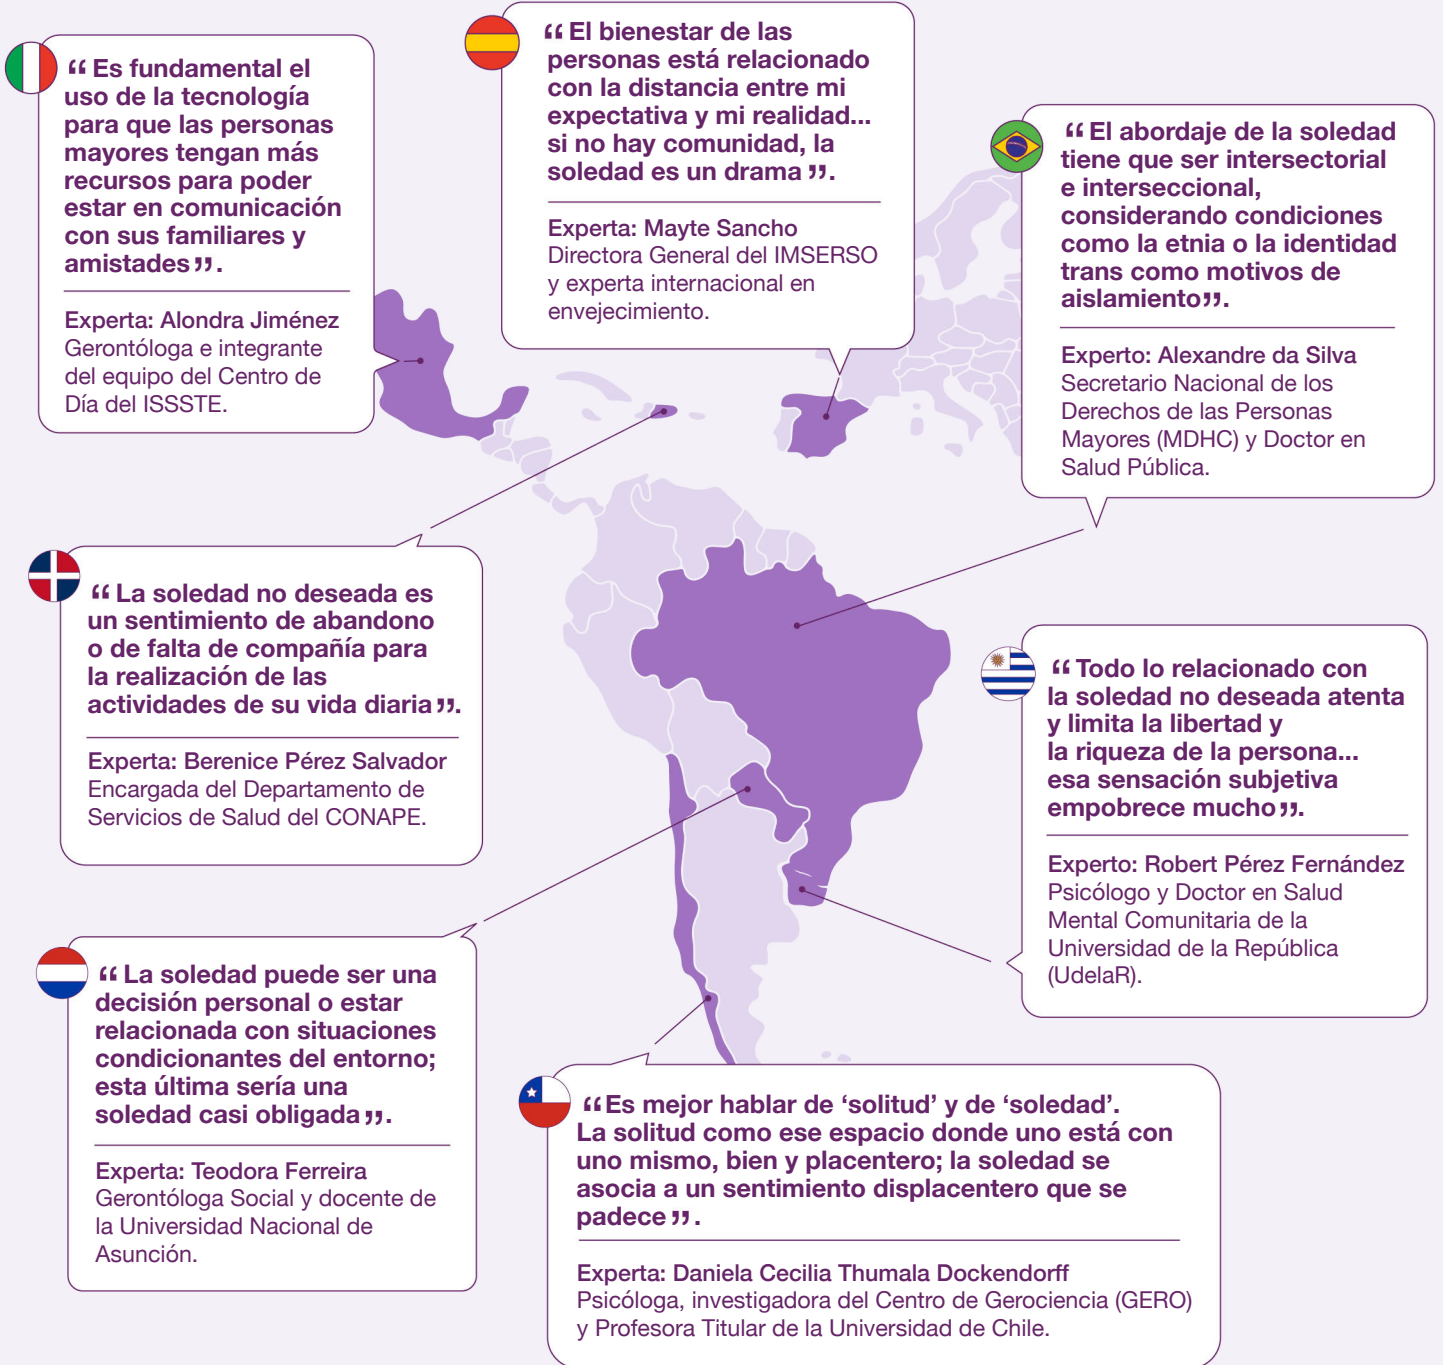 “ Es fundamental el
uso de la tecnología
para que las personas
mayores tengan más
recursos para poder
estar en comunicación
con sus familiares y
amistades ”.
Experta: Alondra Jiménez
Gerontóloga e integrante
del equipo del Centro de
Día del ISSSTE.
“ El bienestar de las
personas está relacionado
con la distancia entre mi
expectativa y mi realidad...
si no hay comunidad, la
soledad es un drama ”.
Experta: Mayte Sancho
Directora General del IMSERSO
y experta internacional en
envejecimiento.
“ El abordaje de la soledad
tiene que ser intersectorial
e interseccional,
considerando condiciones
como la etnia o la identidad
trans como motivos de
aislamiento”.
Experto: Alexandre da Silva
Secretario Nacional de los
Derechos de las Personas
Mayores (MDHC) y Doctor en
Salud Pública.
“ La soledad no deseada es
un sentimiento de abandono
o de falta de compañía para
la realización de las
actividades de su vida diaria ”.
Experta: Berenice Pérez Salvador
Encargada del Departamento de
Servicios de Salud del CONAPE.
“ Todo lo relacionado con
la soledad no deseada atenta
y limita la libertad y
la riqueza de la persona...
esa sensación subjetiva
empobrece mucho ”.
Experto: Robert Pérez Fernández
Psicólogo y Doctor en Salud
Mental Comunitaria de la
Universidad de la República
(UdelaR).
“ La soledad puede ser una
decisión personal o estar
relacionada con situaciones
condicionantes del entorno;
esta última sería una
soledad casi obligada ”.
Experta: Teodora Ferreira
Gerontóloga Social y docente de
la Universidad Nacional de
Asunción.
“Es mejor hablar de ‘solitud’ y de ‘soledad’.
La solitud como ese espacio donde uno está con
uno mismo, bien y placentero; la soledad se
asocia a un sentimiento displacentero que se
padece ”.
Experta: Daniela Cecilia Thumala Dockendorff
Psicóloga, investigadora del Centro de Gerociencia (GERO)
y Profesora Titular de la Universidad de Chile.